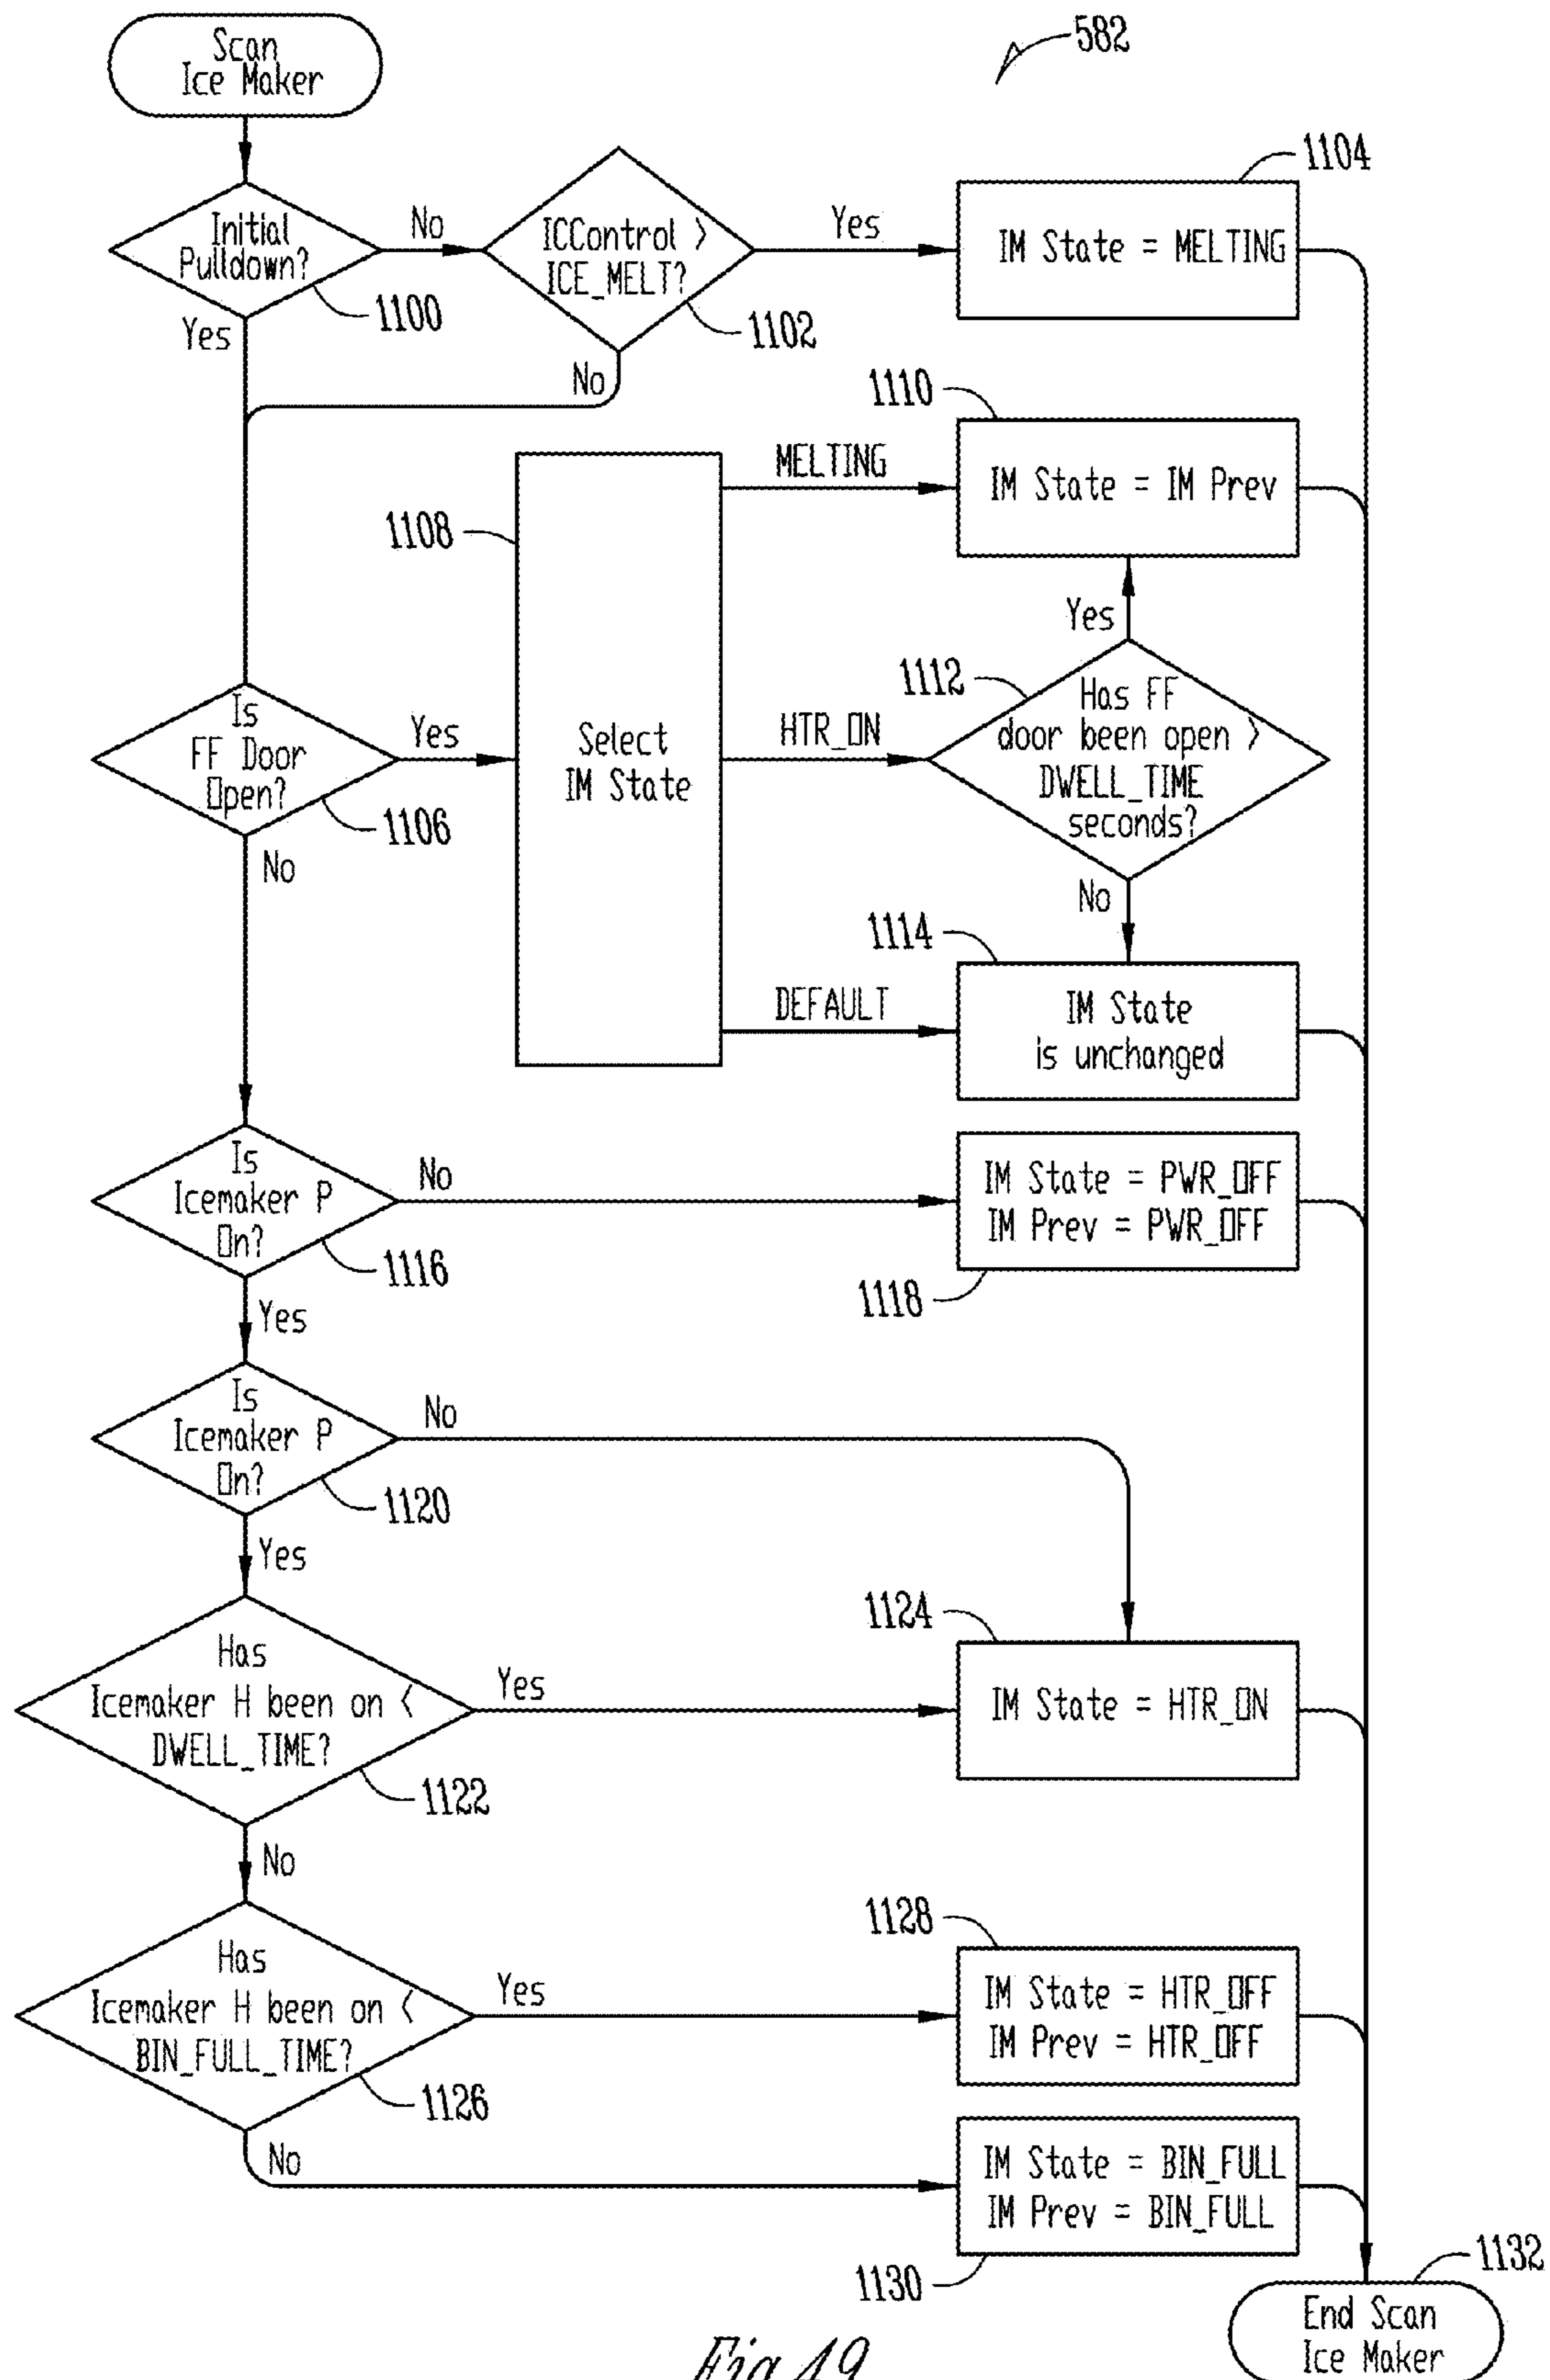 Scan
Ice Maker
582
1104
Initial
Pulldown?
No
ICControl >
ICE_MELT?
Yes
IM State = MELTING
1100
1102
Yes
No
1110
MELTING
IM State = IM Prev
1108
Yes
1112
Is
FF Door
Open?
Yes
Select
IM State
HTR_ON
Has FF
door been open >
DWELL_TIME
seconds?
1106
No
No
1114
DEFAULT
IM State
is unchanged
Is
Icemaker P
On?
No
IM State = PWR_OFF
IM Prev = PWR_OFF
1116
1118
Yes
Is
Icemaker P
On?
No
1120
Yes
1124
Has
Icemaker H been on <
DWELL_TIME?
Yes
IM State = HTR_ON
1122
No
1128
Has
Icemaker H been on <
BIN_FULL_TIME?
Yes
IM State = HTR_OFF
IM Prev = HTR_OFF
1126
No
IM State = BIN_FULL
IM Prev = BIN_FULL
1130
1132
End Scan
Ice Maker
Fig. 19